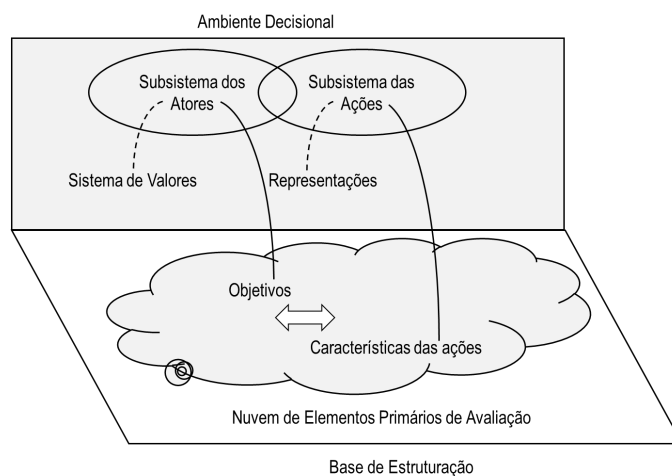 Ambiente Decisional
Subsistema dos
Atores
Subsistema das
Ações
Sistema de Valores
Representações
Objetivos
Características das ações
Nuvem de Elementos Primários de Avaliação
Base de Estruturação